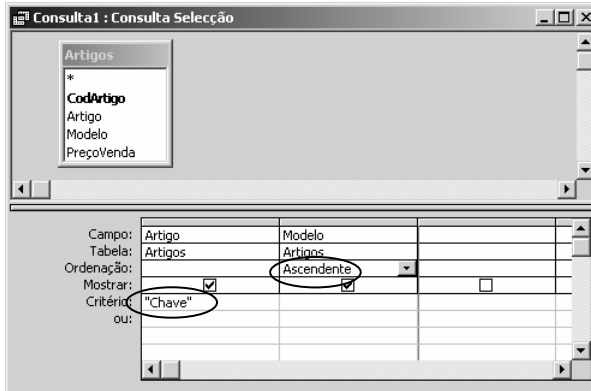 Consulta1 : Consulta Selecção
Artigos
*
CodArtigo
Artigo
Modelo
PreçoVenda
Campo: Artigo Modelo
Tabela: Artigos Artigos
Ordenação: Ascendente
Mostrar:
Critério: "Chave"
ou: